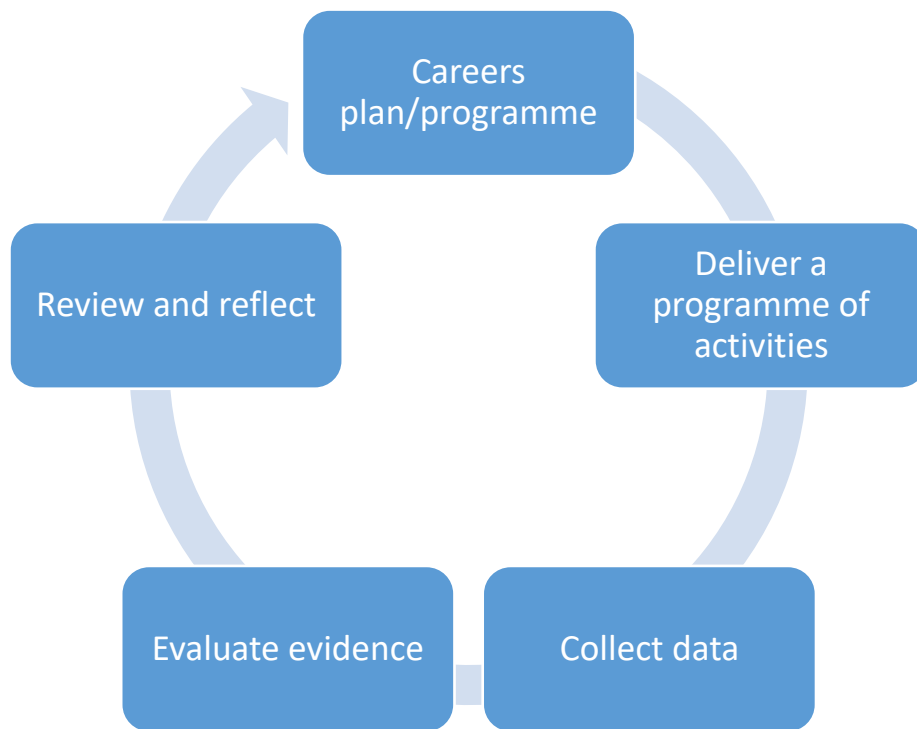 Careers
plan/programme
Deliver a
programme of
activities
Collect data
Evaluate evidence
Review and reflect